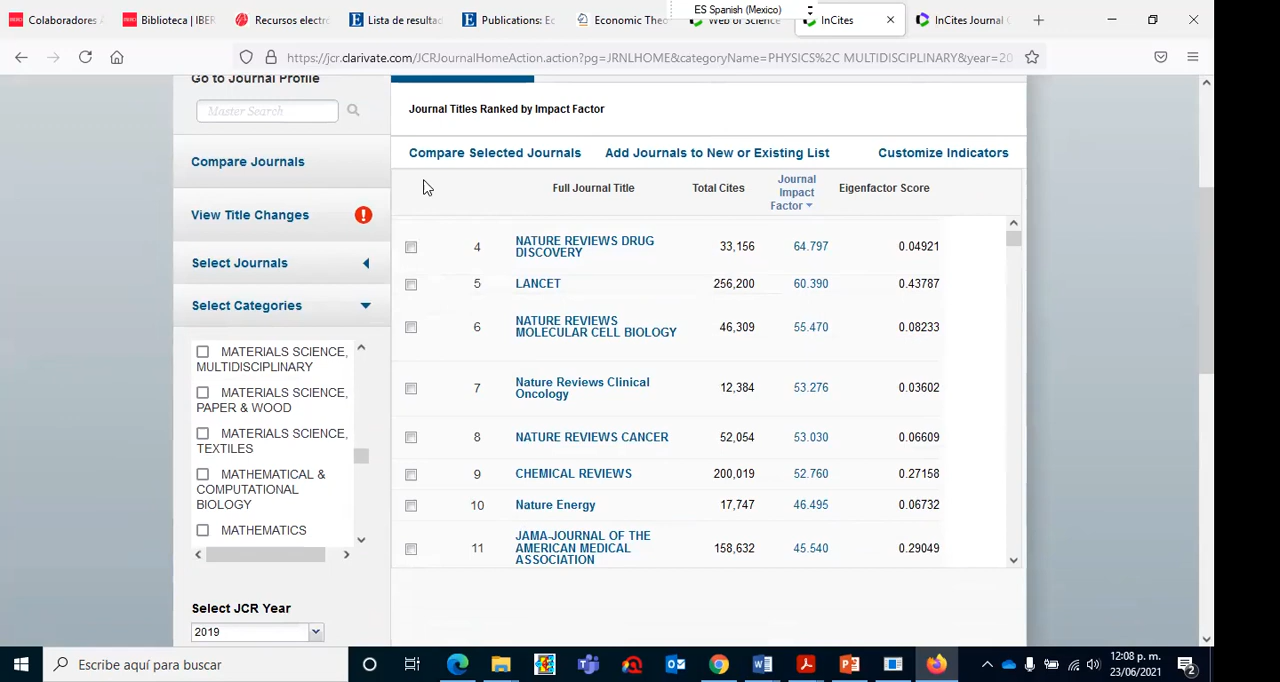 Colaboradores
Biblioteca | IBER
Recursos electro
Lista de resultad
Publications: Ec
Economic Theo
ES Spanish (Mexico)
Web of Science
InCites
InCites Journal
https://jcr.clarivate.com/JCRJournalHomeAction.action?pg=JRNLHOME&categoryName=PHYSICS%2C MULTIDISCIPLINARY&year=20
Go to Journal Profile
Master Search
Compare Journals
View Title Changes
Select Journals
Select Categories
MATERIALS SCIENCE,
MULTIDISCIPLINARY
MATERIALS SCIENCE,
PAPER & WOOD
MATERIALS SCIENCE,
TEXTILES
MATHEMATICAL &
COMPUTATIONAL
BIOLOGY
MATHEMATICS
Select JCR Year
2019
Journal Titles Ranked by Impact Factor
Compare Selected Journals Add Journals to New or Existing List Customize Indicators
Full Journal Title Total Cites Journal Impact Factor Eigenfactor Score
4 NATURE REVIEWS DRUG DISCOVERY 33,156 64.797 0.04921
5 LANCET 256,200 60.390 0.43787
6 NATURE REVIEWS MOLECULAR CELL BIOLOGY 46,309 55.470 0.08233
7 Nature Reviews Clinical Oncology 12,384 53.276 0.03602
8 NATURE REVIEWS CANCER 52,054 53.030 0.06609
9 CHEMICAL REVIEWS 200,019 52.760 0.27158
10 Nature Energy 17,747 46.495 0.06732
11 JAMA-JOURNAL OF THE AMERICAN MEDICAL ASSOCIATION 158,632 45.540 0.29049
Escribe aquí para buscar
12:08 p. m.
23/06/2021
2